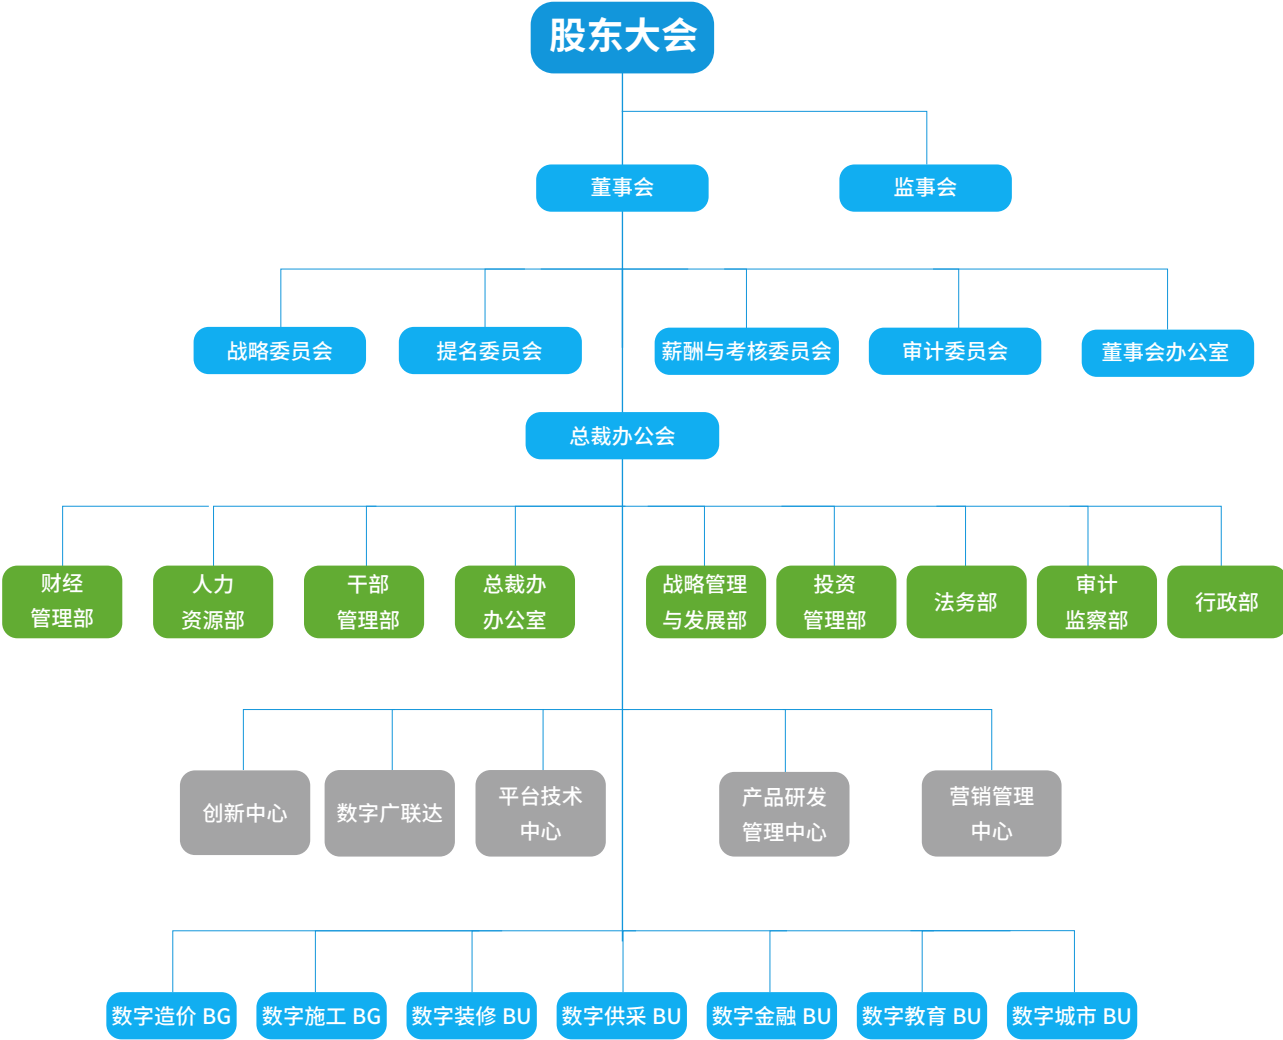 股东大会
董事会
监事会
战略委员会
提名委员会
薪酬与考核委员会
审计委员会
董事会办公室
总裁办公会
财经
管理部
人力
资源部
干部
管理部
总裁办
办公室
战略管理
与发展部
投资
管理部
法务部
审计
监察部
行政部
创新中心
数字广联达
平台技术
中心
产品研发
管理中心
营销管理
中心
数字造价 BG
数字施工 BG
数字装修 BU
数字供采 BU
数字金融 BU
数字教育 BU
数字城市 BU